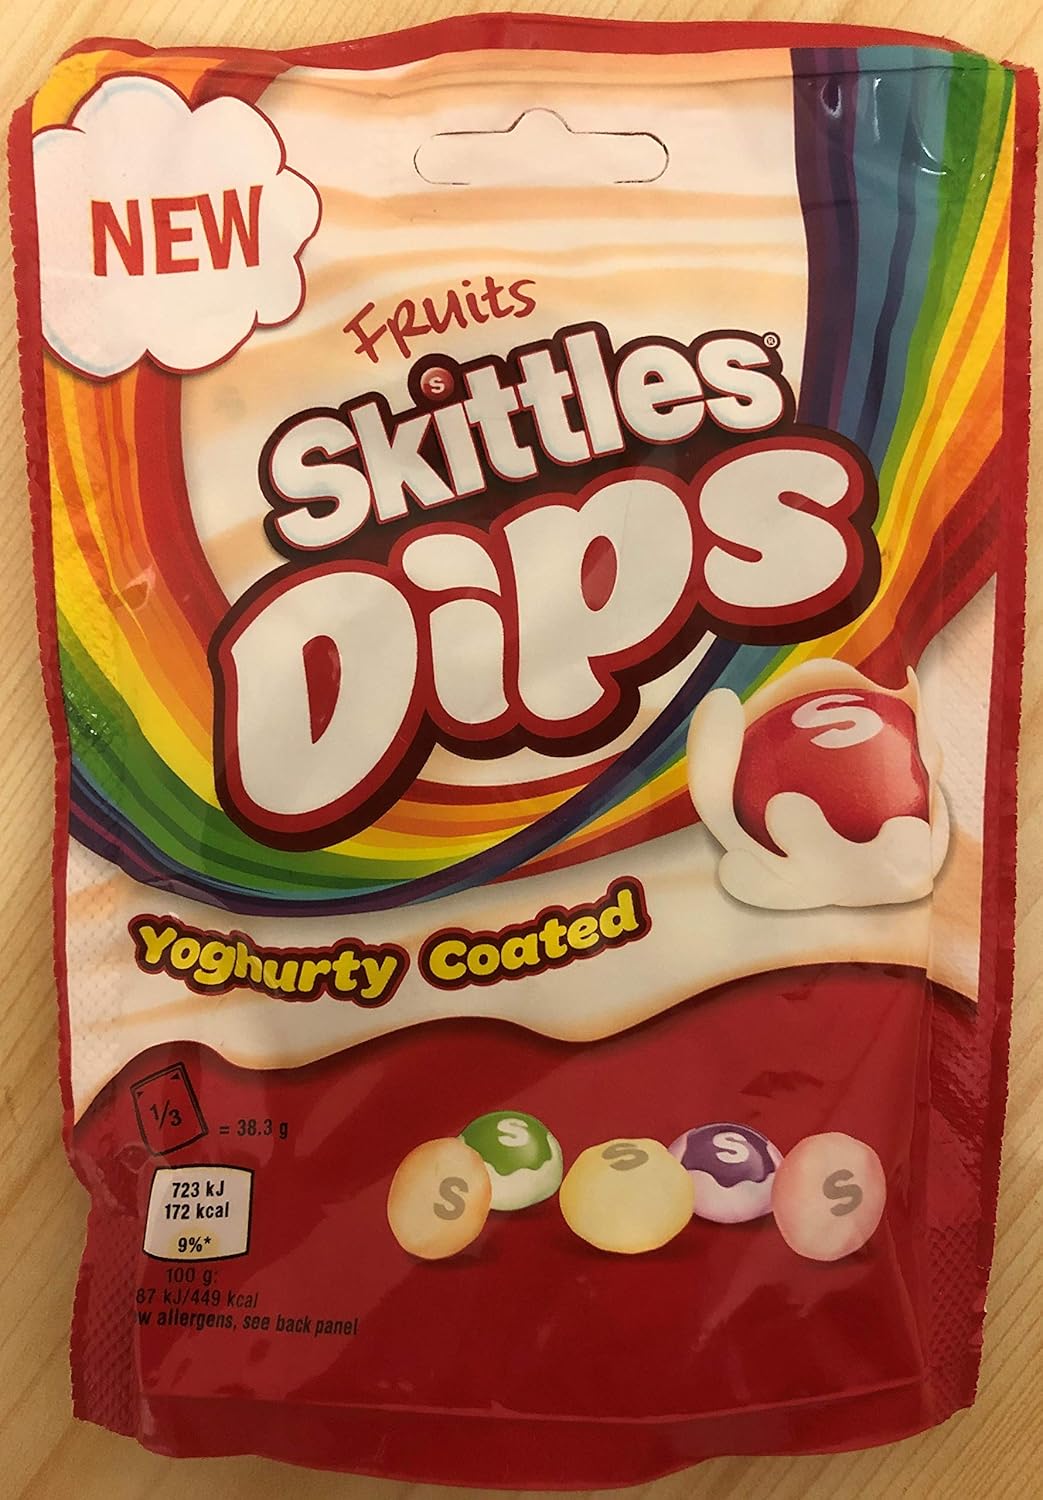 NEW
Fruits
Skittles®
Dips
Yoghurty Coated
1/3 = 38.3 g
723 kJ
172 kcal
9%*
100 g:
87 kJ/449 kcal
allergens, see back panel
S
S
S
S
S
S
S